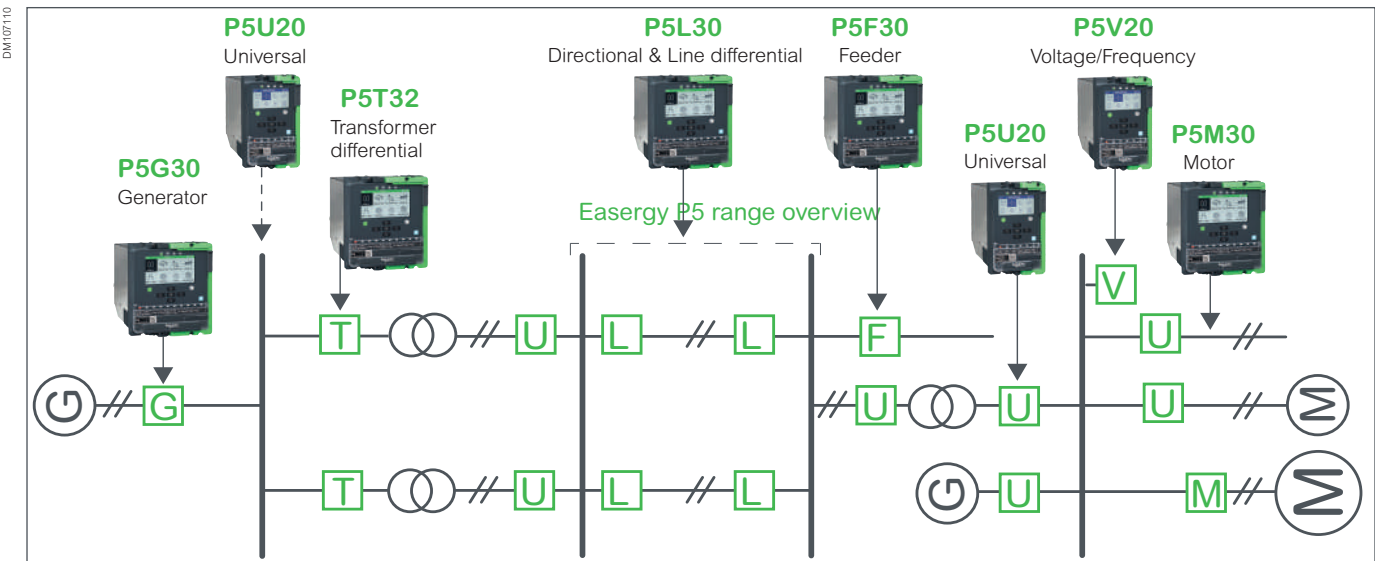 DM107110
P5U20
Universal
P5L30
Directional & Line differential
P5F30
Feeder
P5V20
Voltage/Frequency
P5T32
Transformer
differential
P5U20
Universal
P5M30
Motor
P5G30
Generator
Easergy P5 range overview
V
T U L L F U
G G U U U M
T U L L G U M M